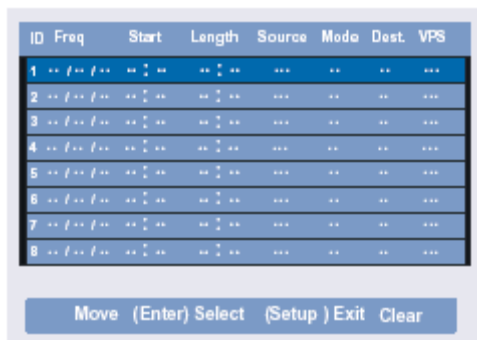 ID Freq Start Length Source Mode Dest. VPS
1 -- / -- / -- -- : -- -- : -- --- -- -- ---
2 -- / -- / -- -- : -- -- : -- --- -- -- ---
3 -- / -- / -- -- : -- -- : -- --- -- -- ---
4 -- / -- / -- -- : -- -- : -- --- -- -- ---
5 -- / -- / -- -- : -- -- : -- --- -- -- ---
6 -- / -- / -- -- : -- -- : -- --- -- -- ---
7 -- / -- / -- -- : -- -- : -- --- -- -- ---
8 -- / -- / -- -- : -- -- : -- --- -- -- ---
Move (Enter) Select (Setup ) Exit Clear